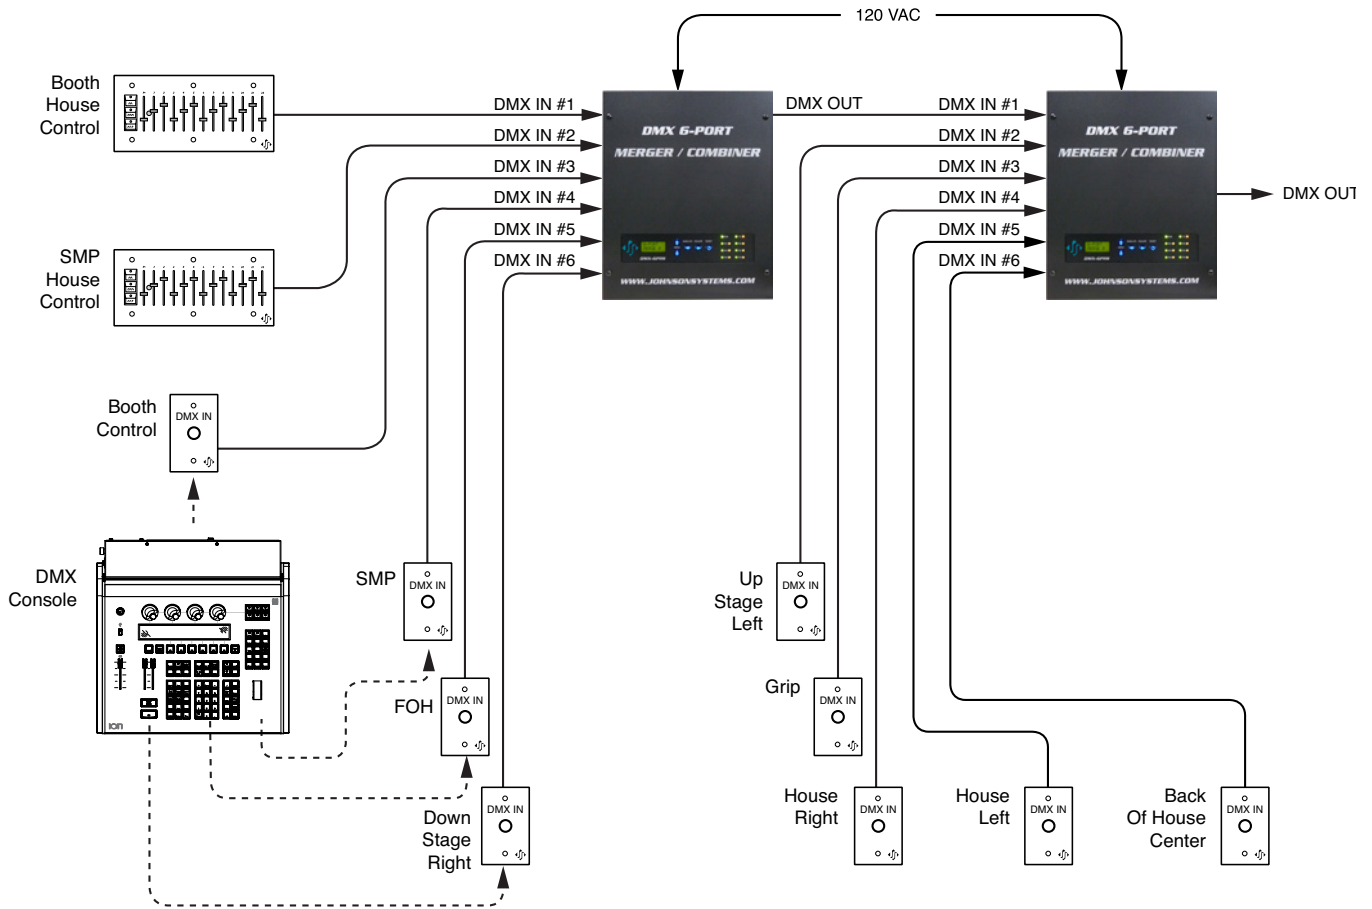 120 VAC
Booth
House
Control
DMX IN #1
DMX IN #2
DMX IN #3
DMX IN #4
DMX IN #5
DMX IN #6
DMX 6-PORT
MERGER / COMBINER
WWW.JOHNSONSYSTEMS.COM
DMX OUT
DMX IN #1
DMX IN #2
DMX IN #3
DMX IN #4
DMX IN #5
DMX IN #6
DMX 6-PORT
MERGER / COMBINER
WWW.JOHNSONSYSTEMS.COM
DMX OUT
SMP
House
Control
Booth
Control
DMX IN
DMX
Console
ion
SMP
DMX IN
FOH
DMX IN
Down
Stage
Right
DMX IN
Up
Stage
Left
DMX IN
Grip
DMX IN
House
Right
DMX IN
House
Left
DMX IN
Back
Of House
Center
DMX IN